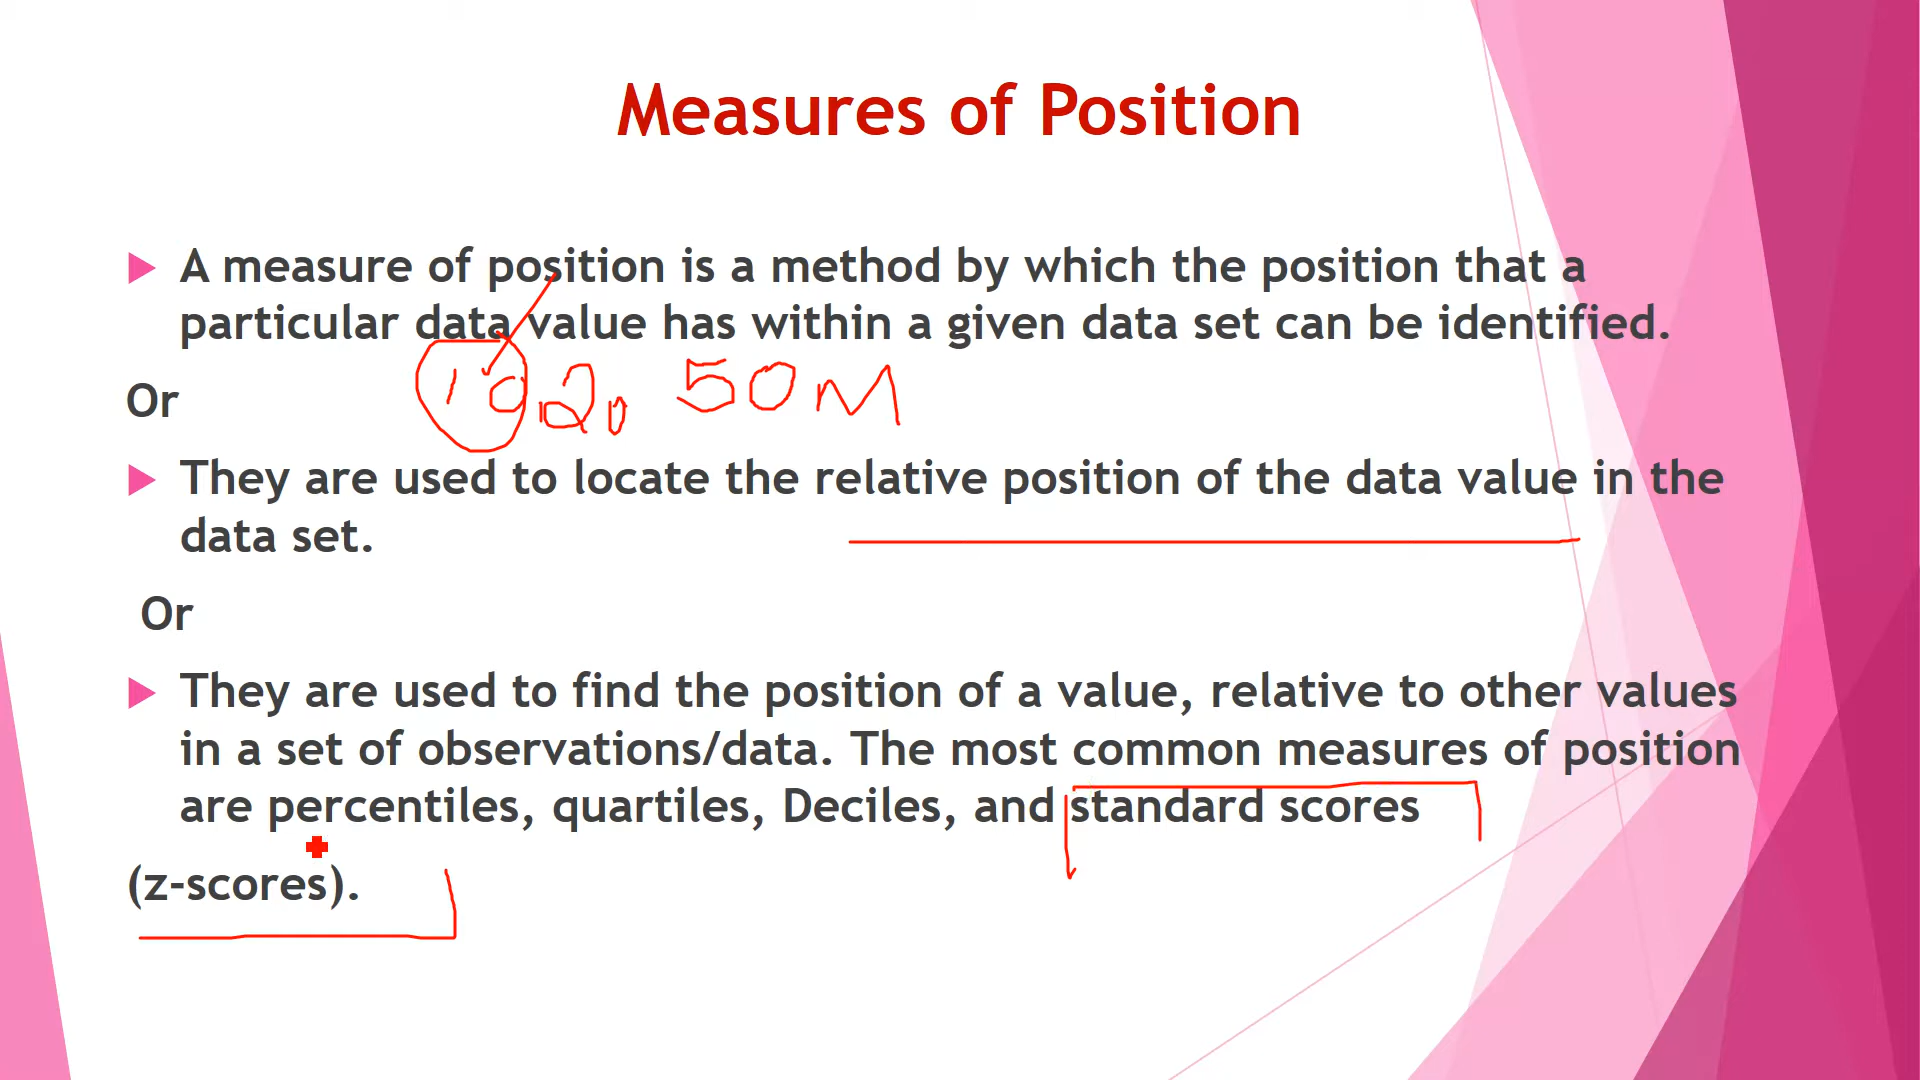 Measures of Position
A measure of position is a method by which the position that a
particular data value has within a given data set can be identified.
Or
50 M
They are used to locate the relative position of the data value in the
data set.
Or
They are used to find the position of a value, relative to other values
in a set of observations/data. The most common measures of position
are percentiles, quartiles, Deciles, and standard scores
(z-scores).